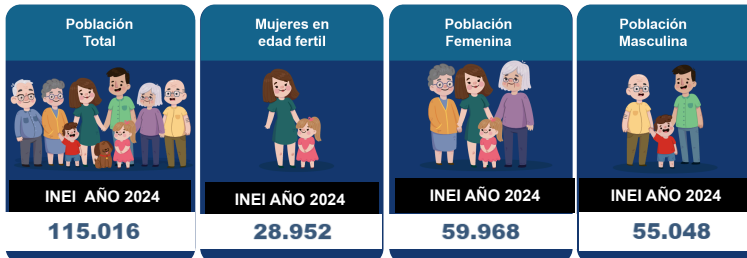 Población
Total
INEI  AÑO 2024
115.016
Mujeres en
edad fertil
INEI AÑO 2024
28.952
Población
Femenina
INEI AÑO 2024
59.968
Población
Masculina
INEI AÑO 2024
55.048